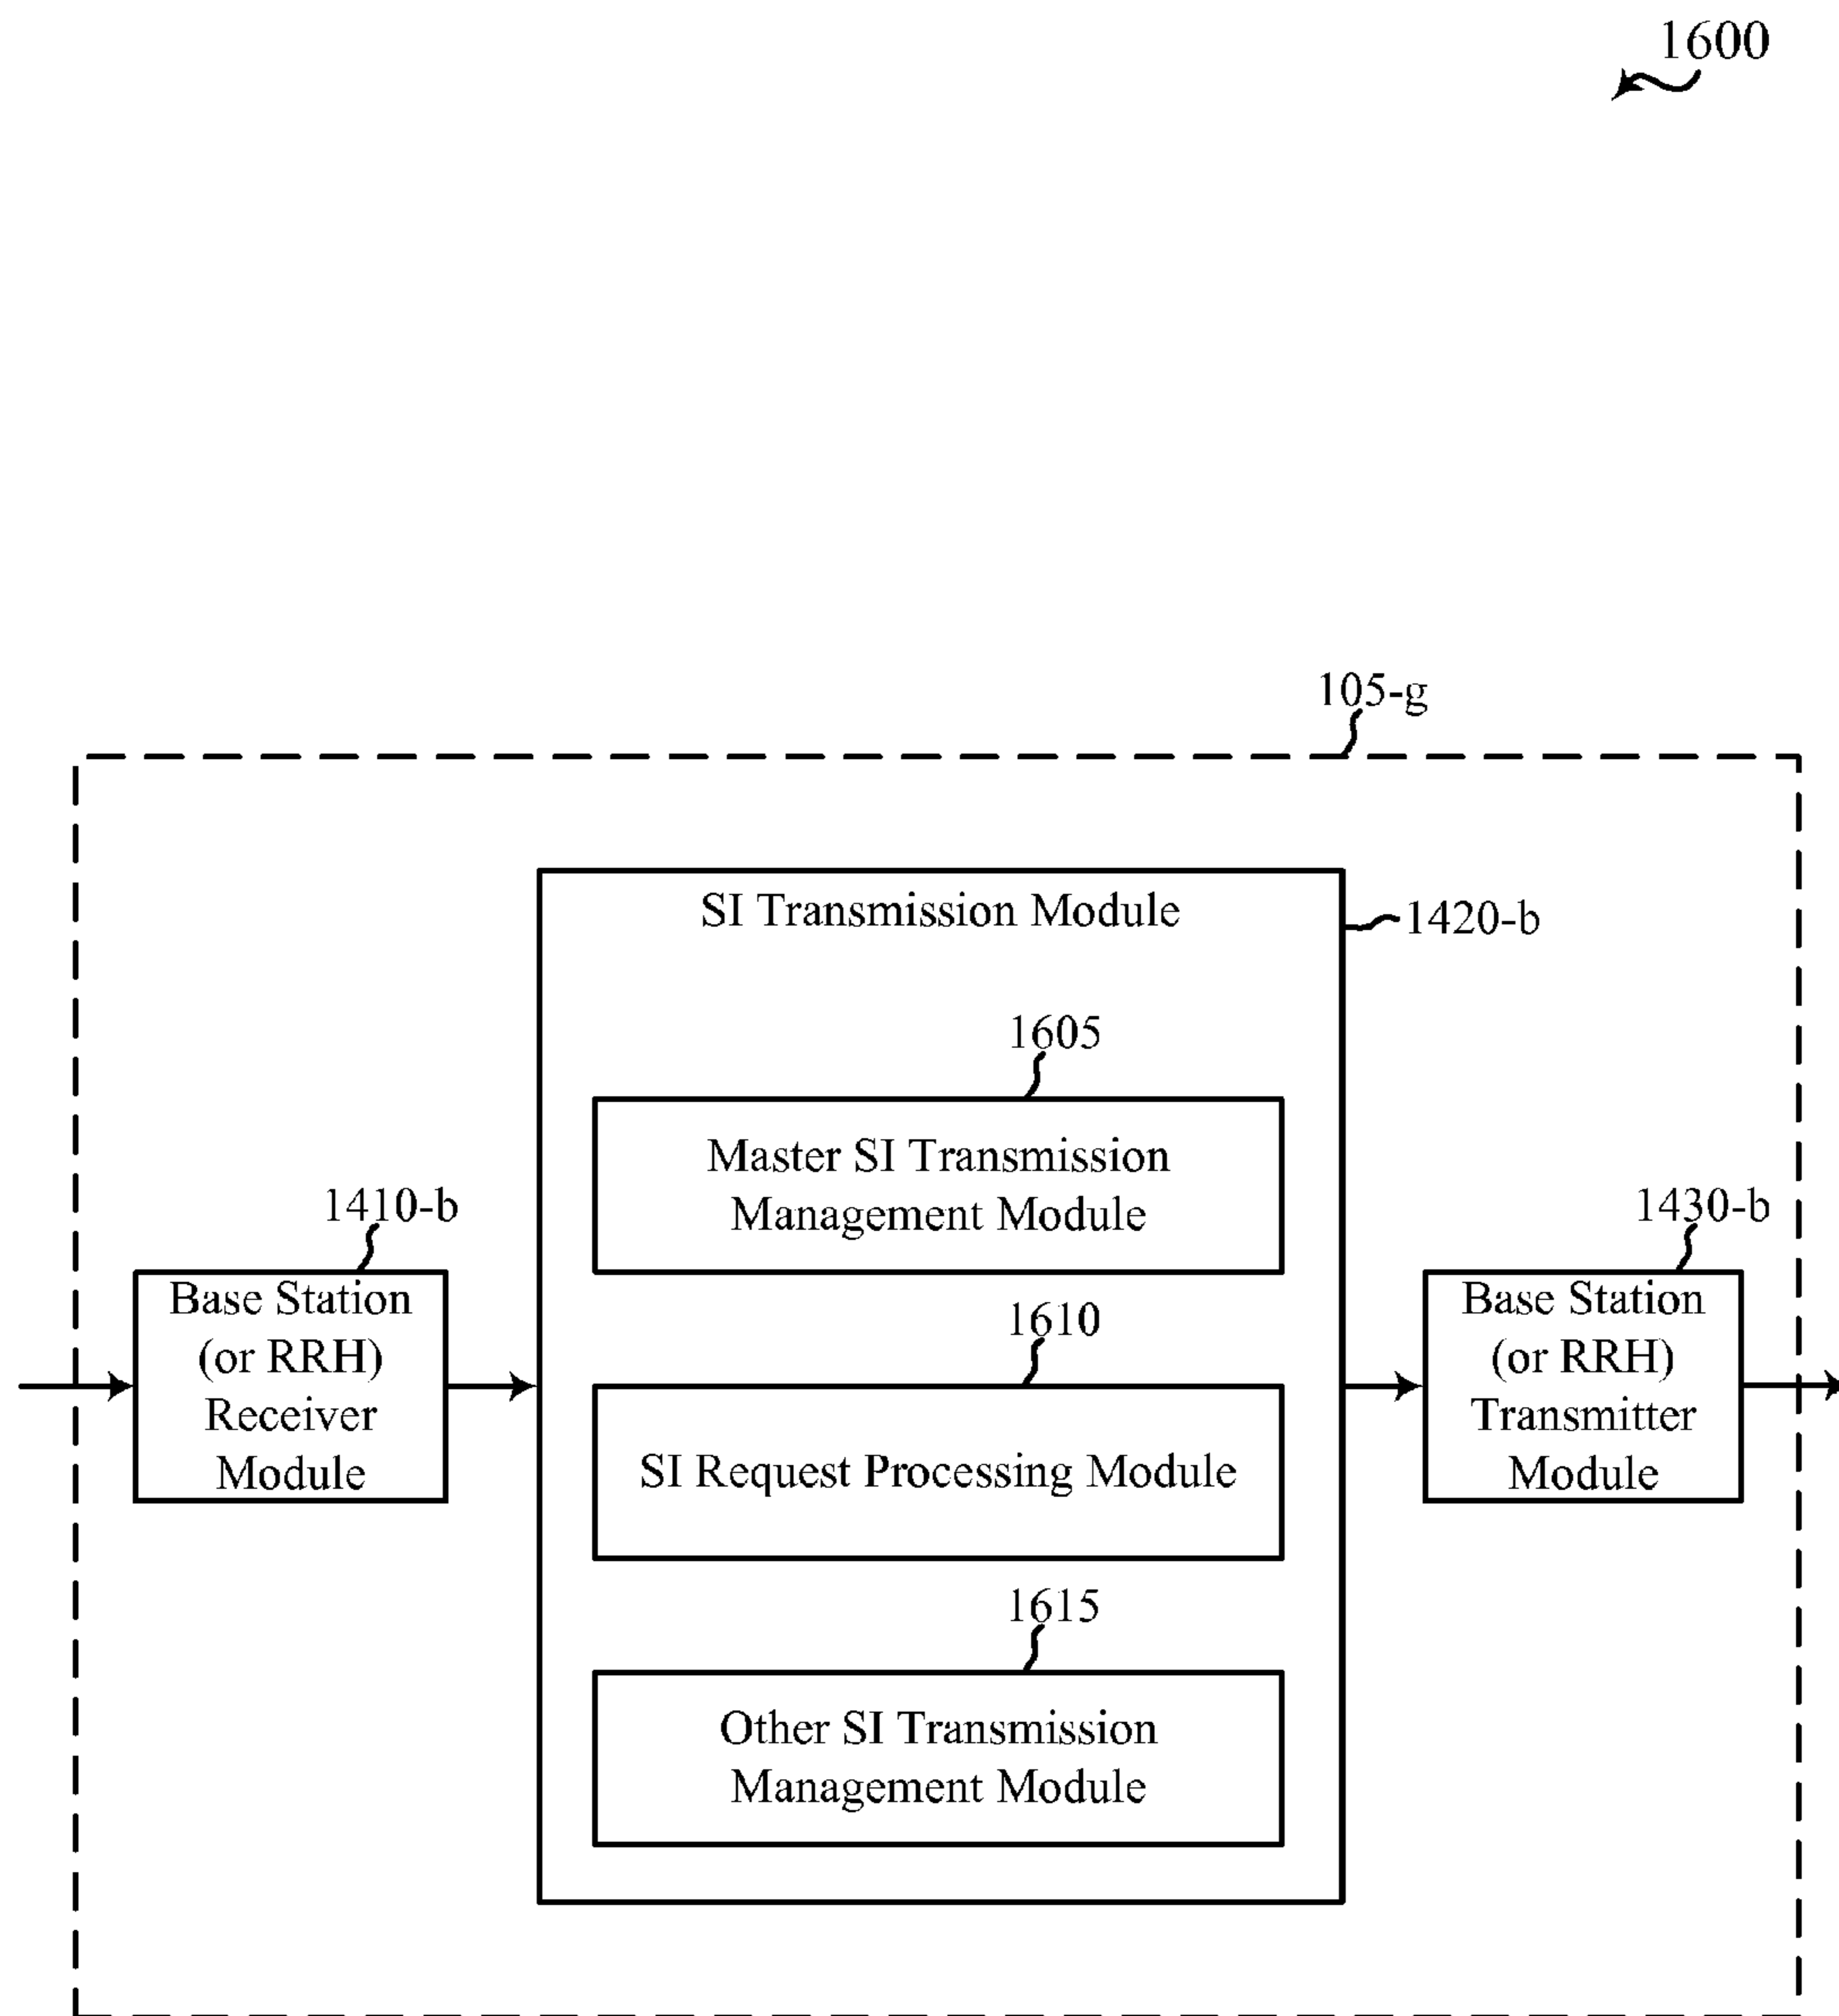 1600
105-g
SI Transmission Module
1420-b
1605
Master SI Transmission
Management Module
1410-b
Base Station
(or RRH)
Receiver
Module
1610
SI Request Processing Module
1430-b
Base Station
(or RRH)
Transmitter
Module
1615
Other SI Transmission
Management Module